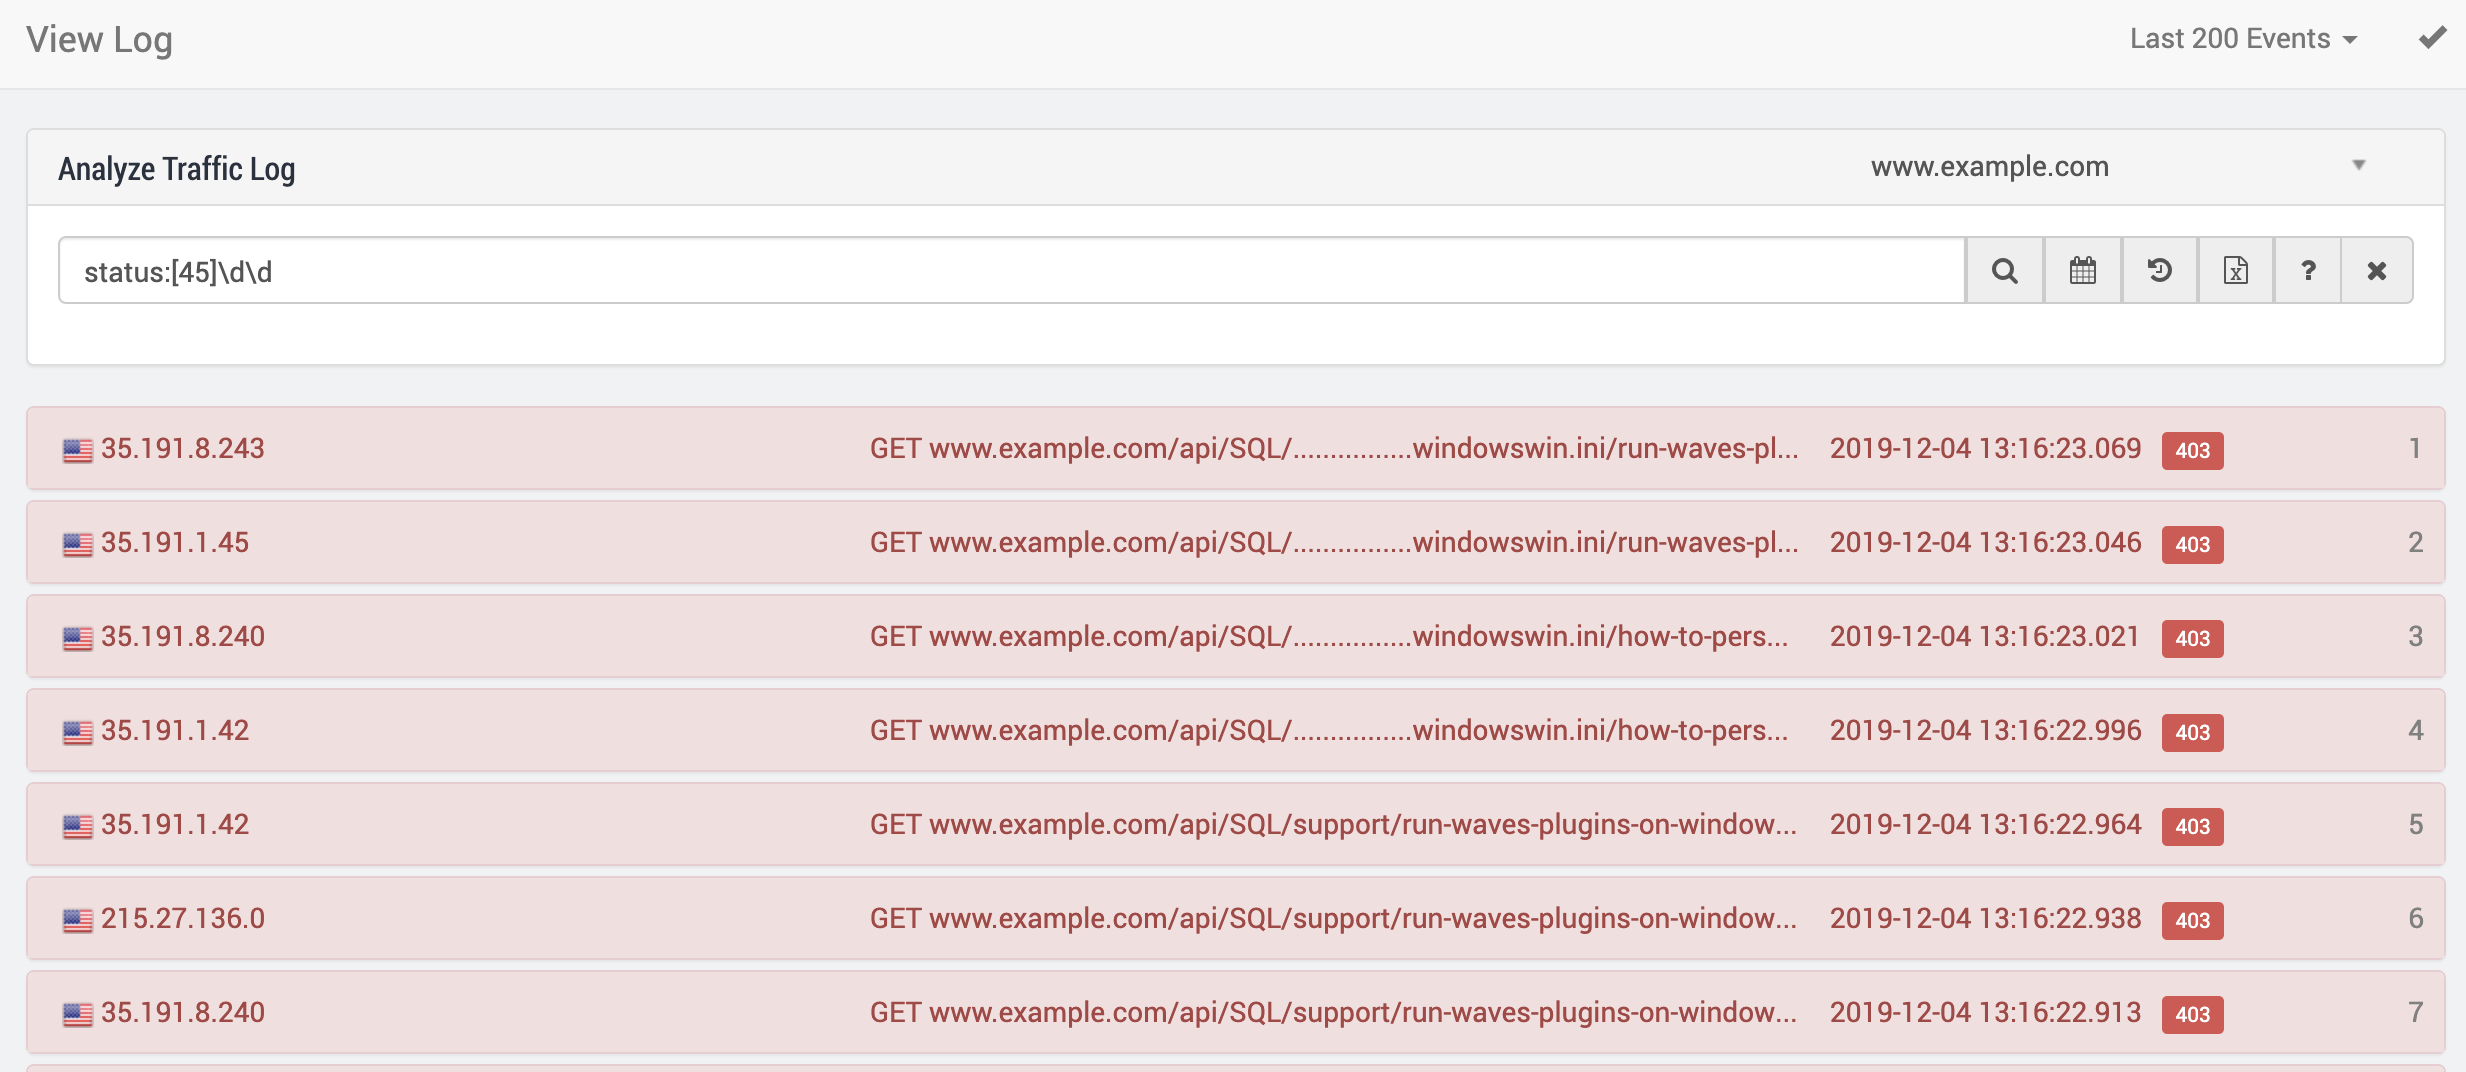 View Log Last 200 Events
Analyze Traffic Log www.example.com
status:[45]\d\d ?
35.191.8.243 GET www.example.com/api/SQL/................windowswin.ini/run-waves-pl... 2019-12-04 13:16:23.069 403 1
35.191.1.45 GET www.example.com/api/SQL/................windowswin.ini/run-waves-pl... 2019-12-04 13:16:23.046 403 2
35.191.8.240 GET www.example.com/api/SQL/................windowswin.ini/how-to-pers... 2019-12-04 13:16:23.021 403 3
35.191.1.42 GET www.example.com/api/SQL/................windowswin.ini/how-to-pers... 2019-12-04 13:16:22.996 403 4
35.191.1.42 GET www.example.com/api/SQL/support/run-waves-plugins-on-window... 2019-12-04 13:16:22.964 403 5
215.27.136.0 GET www.example.com/api/SQL/support/run-waves-plugins-on-window... 2019-12-04 13:16:22.938 403 6
35.191.8.240 GET www.example.com/api/SQL/support/run-waves-plugins-on-window... 2019-12-04 13:16:22.913 403 7